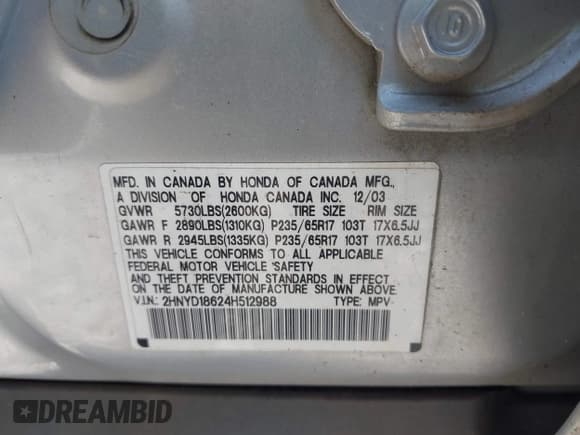 10
MFD. IN CANADA BY HONDA OF CANADA MFG.,
A DIVISION OF HONDA CANADA INC. 12/03
GVWR 5730LBS(2600KG) TIRE SIZE RIM SIZE
GAWR F 2890LBS(1310KG) P235/65R17 103T 17X6.5JJ
GAWR R 2945LBS(1335KG) P235/65R17 103T 17X6.5JJ
THIS VEHICLE CONFORMS TO ALL APPLICABLE
FEDERAL MOTOR VEHICLE SAFETY
AND THEFT PREVENTION STANDARDS IN EFFECT
ON THE DATE OF MANUFACTURE SHOWN ABOVE.
V.I.N.: 2HNYD18624H512988 TYPE: MPV
DREAMBID